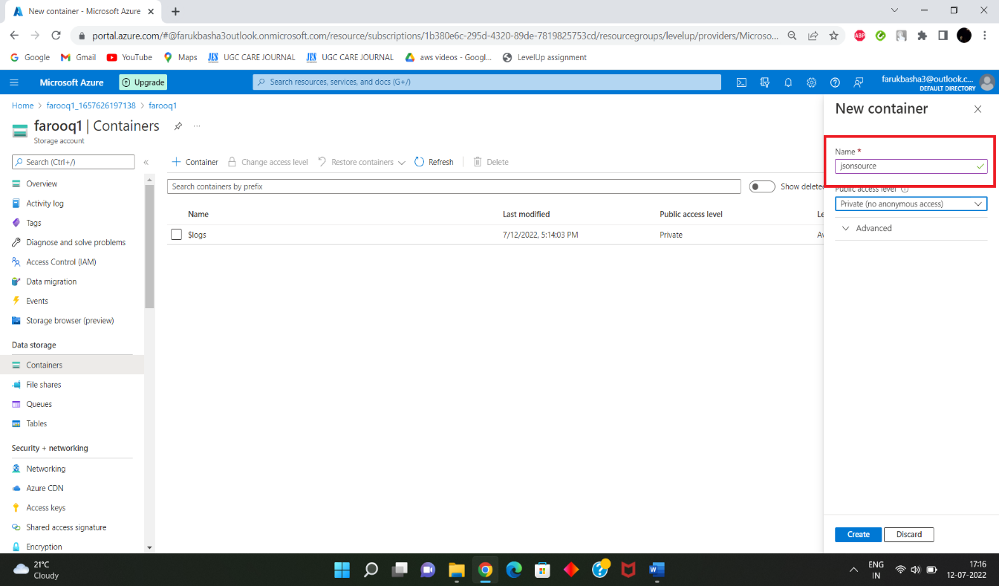 New container - Microsoft Azure
portal.azure.com/#@farukbasha3outlook.onmicrosoft.com/resource/subscriptions/1b380e6c-295d-4320-89de-7819825753cd/resourcegroups/levelup/providers/Microso...
ABP
Google Gmail YouTube Maps JES UGC CARE JOURNAL JES UGC CARE JOURNAL aws videos - Googl... LevelUp assignment
Microsoft Azure Upgrade Search resources, services, and docs (G+/) farukbasha3@outlook.c...
DEFAULT DIRECTORY
Home > farooq1_1657626197138 > farooq1
farooq1 | Containers ...
Storage account
Search (Ctrl+/) «
Overview
Activity log
Tags
Diagnose and solve problems
Access Control (IAM)
Data migration
Events
Storage browser (preview)
Data storage
Containers
File shares
Queues
Tables
Security + networking
Networking
Azure CDN
Access keys
Shared access signature
Encryption
+ Container Change access level Restore containers Refresh Delete
Search containers by prefix Show delete
Name Last modified Public access level Le
$logs 7/12/2022, 5:14:03 PM Private Av
New container
Name *
jsonsource
Public access level
Private (no anonymous access)
Advanced
Create Discard
21°C
Cloudy
ENG
IN
17:16
12-07-2022